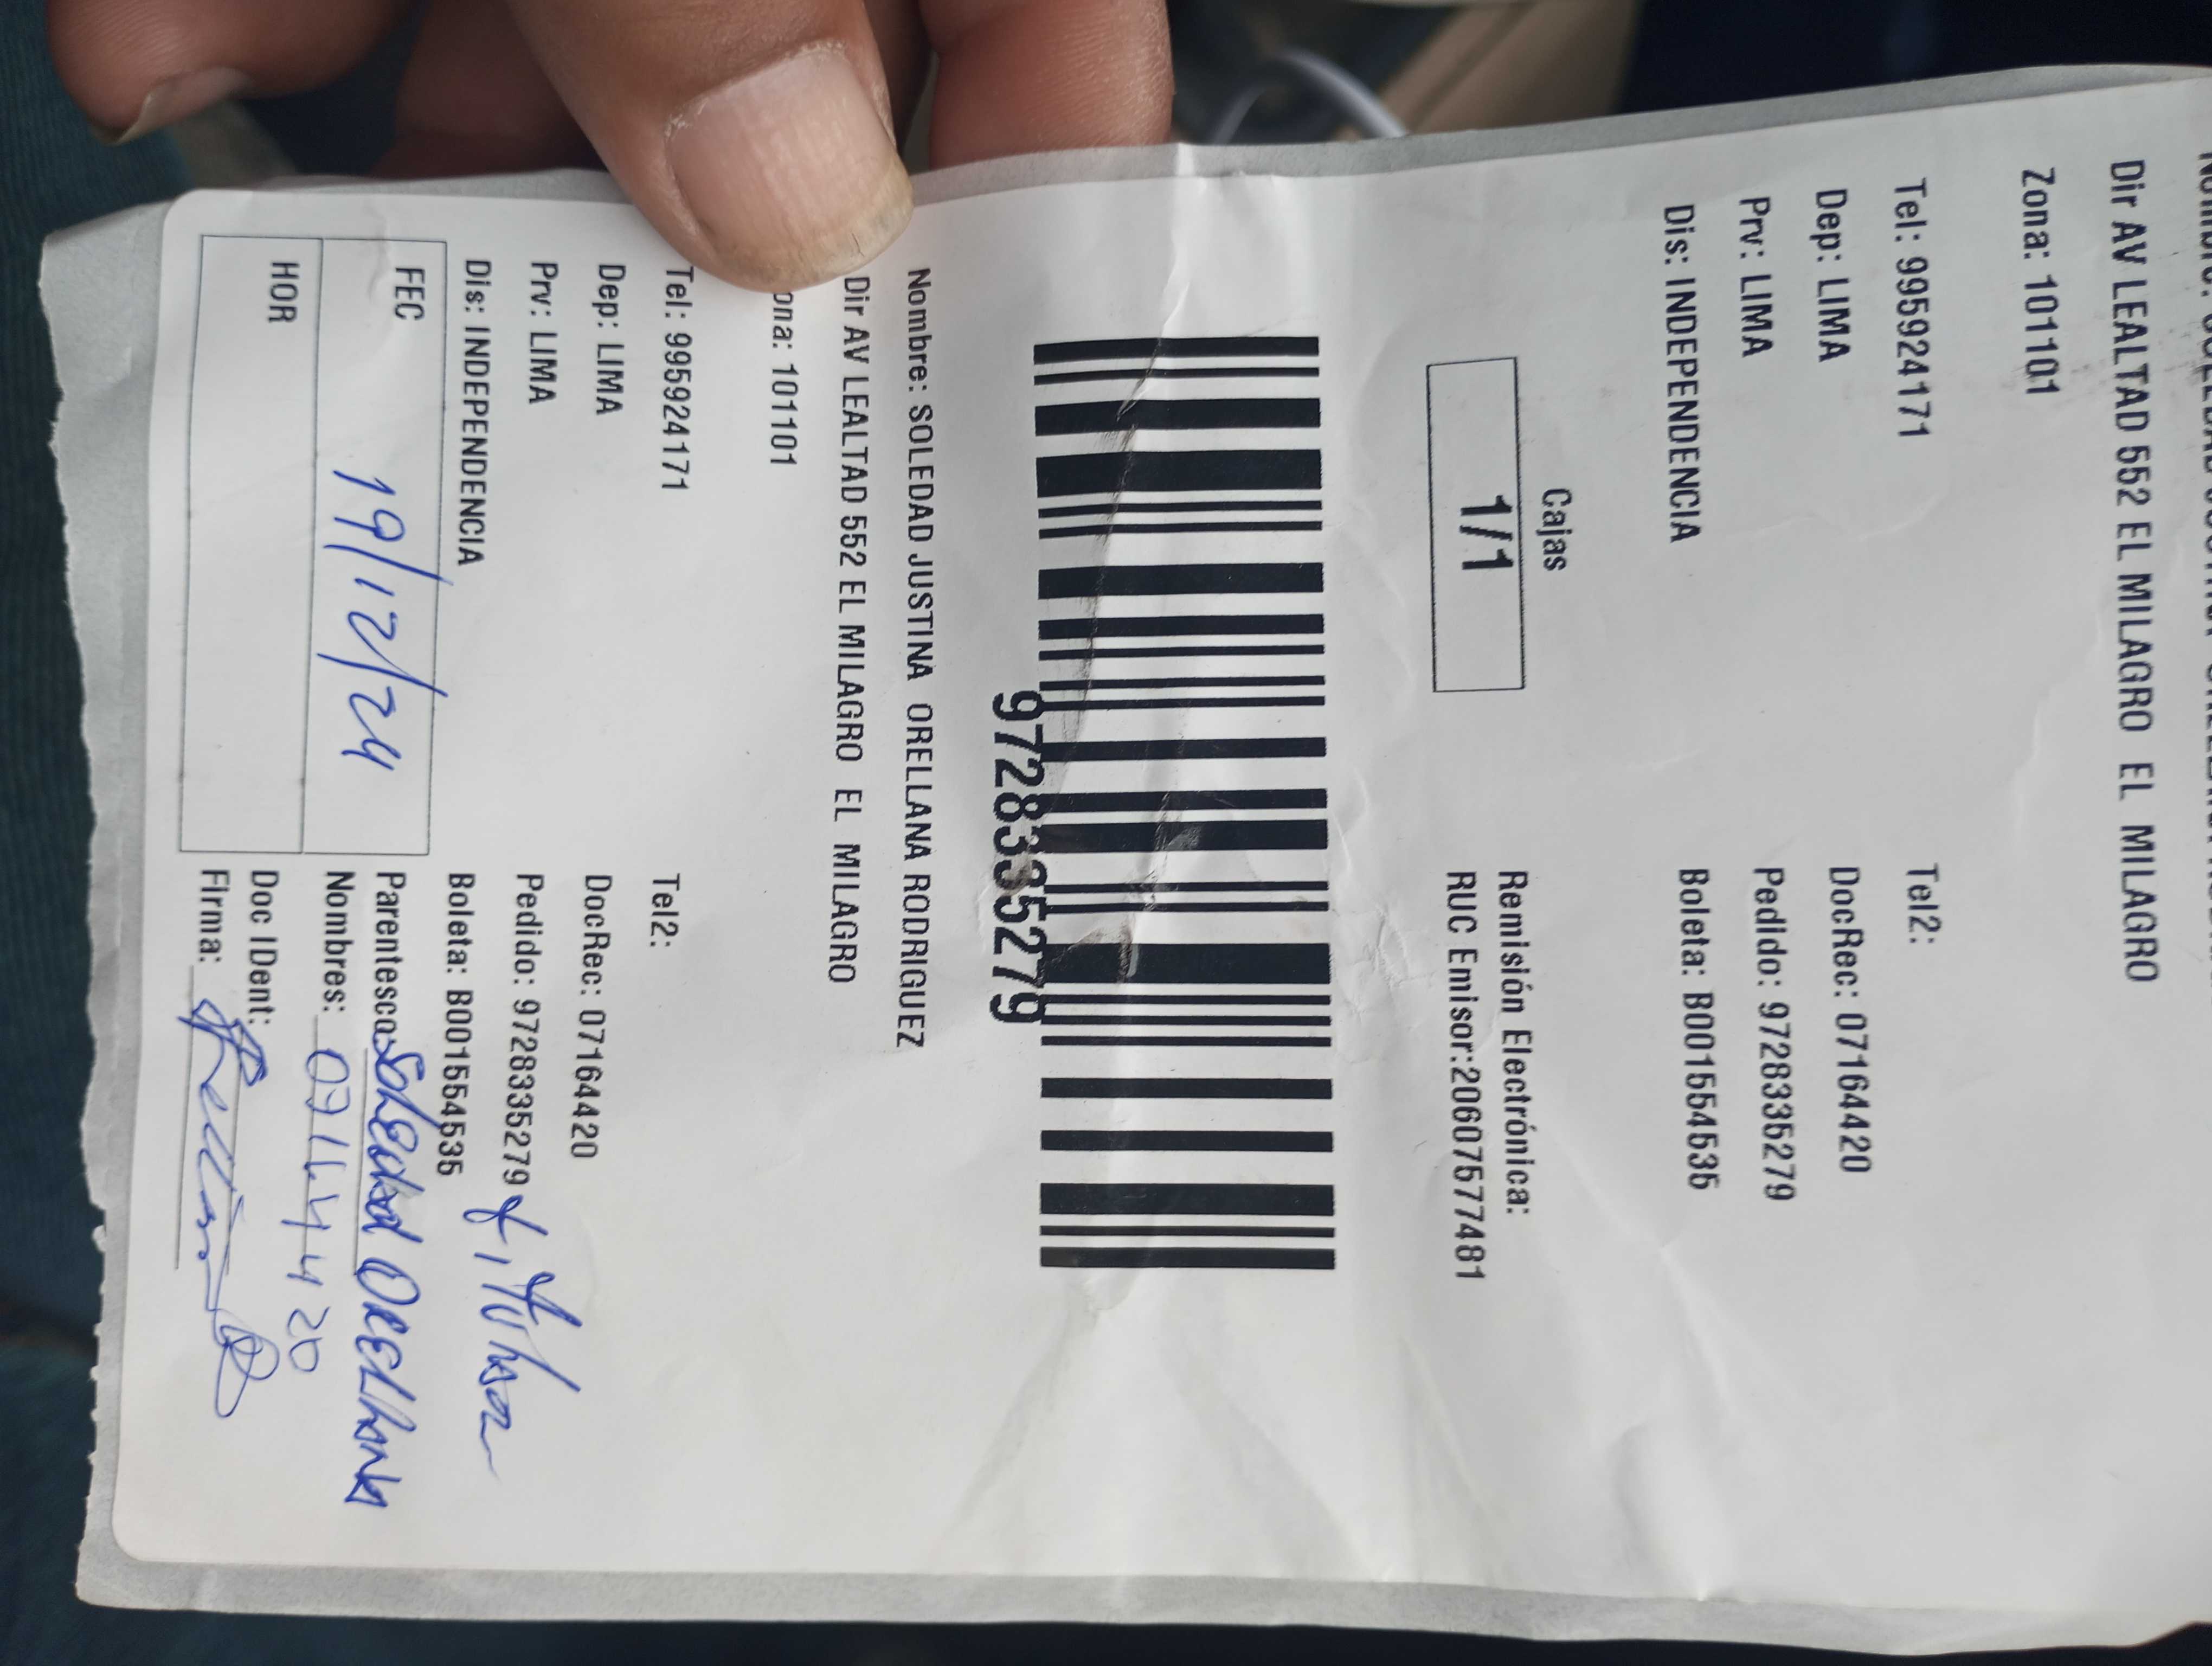 Dir AV LEALTAD 552 EL MILAGRO EL MILAGRO
Zona: 101101
Tel: 995924171
Tel2:
Dep: LIMA
DocRec: 07164420
Prv: LIMA
Pedido: 9728335279
Dis: INDEPENDENCIA
Boleta: B001554535
Cajas
1/1
Remisión Electrónica:
RUC Emisor:20607577481
9728335279
Nombre: SOLEDAD JUSTINA ORELLANA RODRIGUEZ
Dir AV LEALTAD 552 EL MILAGRO EL MILAGRO
ona: 101101
Tel: 995924171
Tel2:
Dep: LIMA
DocRec: 07164420
Prv: LIMA
Pedido: 9728335279
Dis: INDEPENDENCIA
Boleta: B001554535
FEC 19/12/24
Parentesco: Soledad Orellana
Nombres: 07164420
HOR
Doc IDent:
Firma: